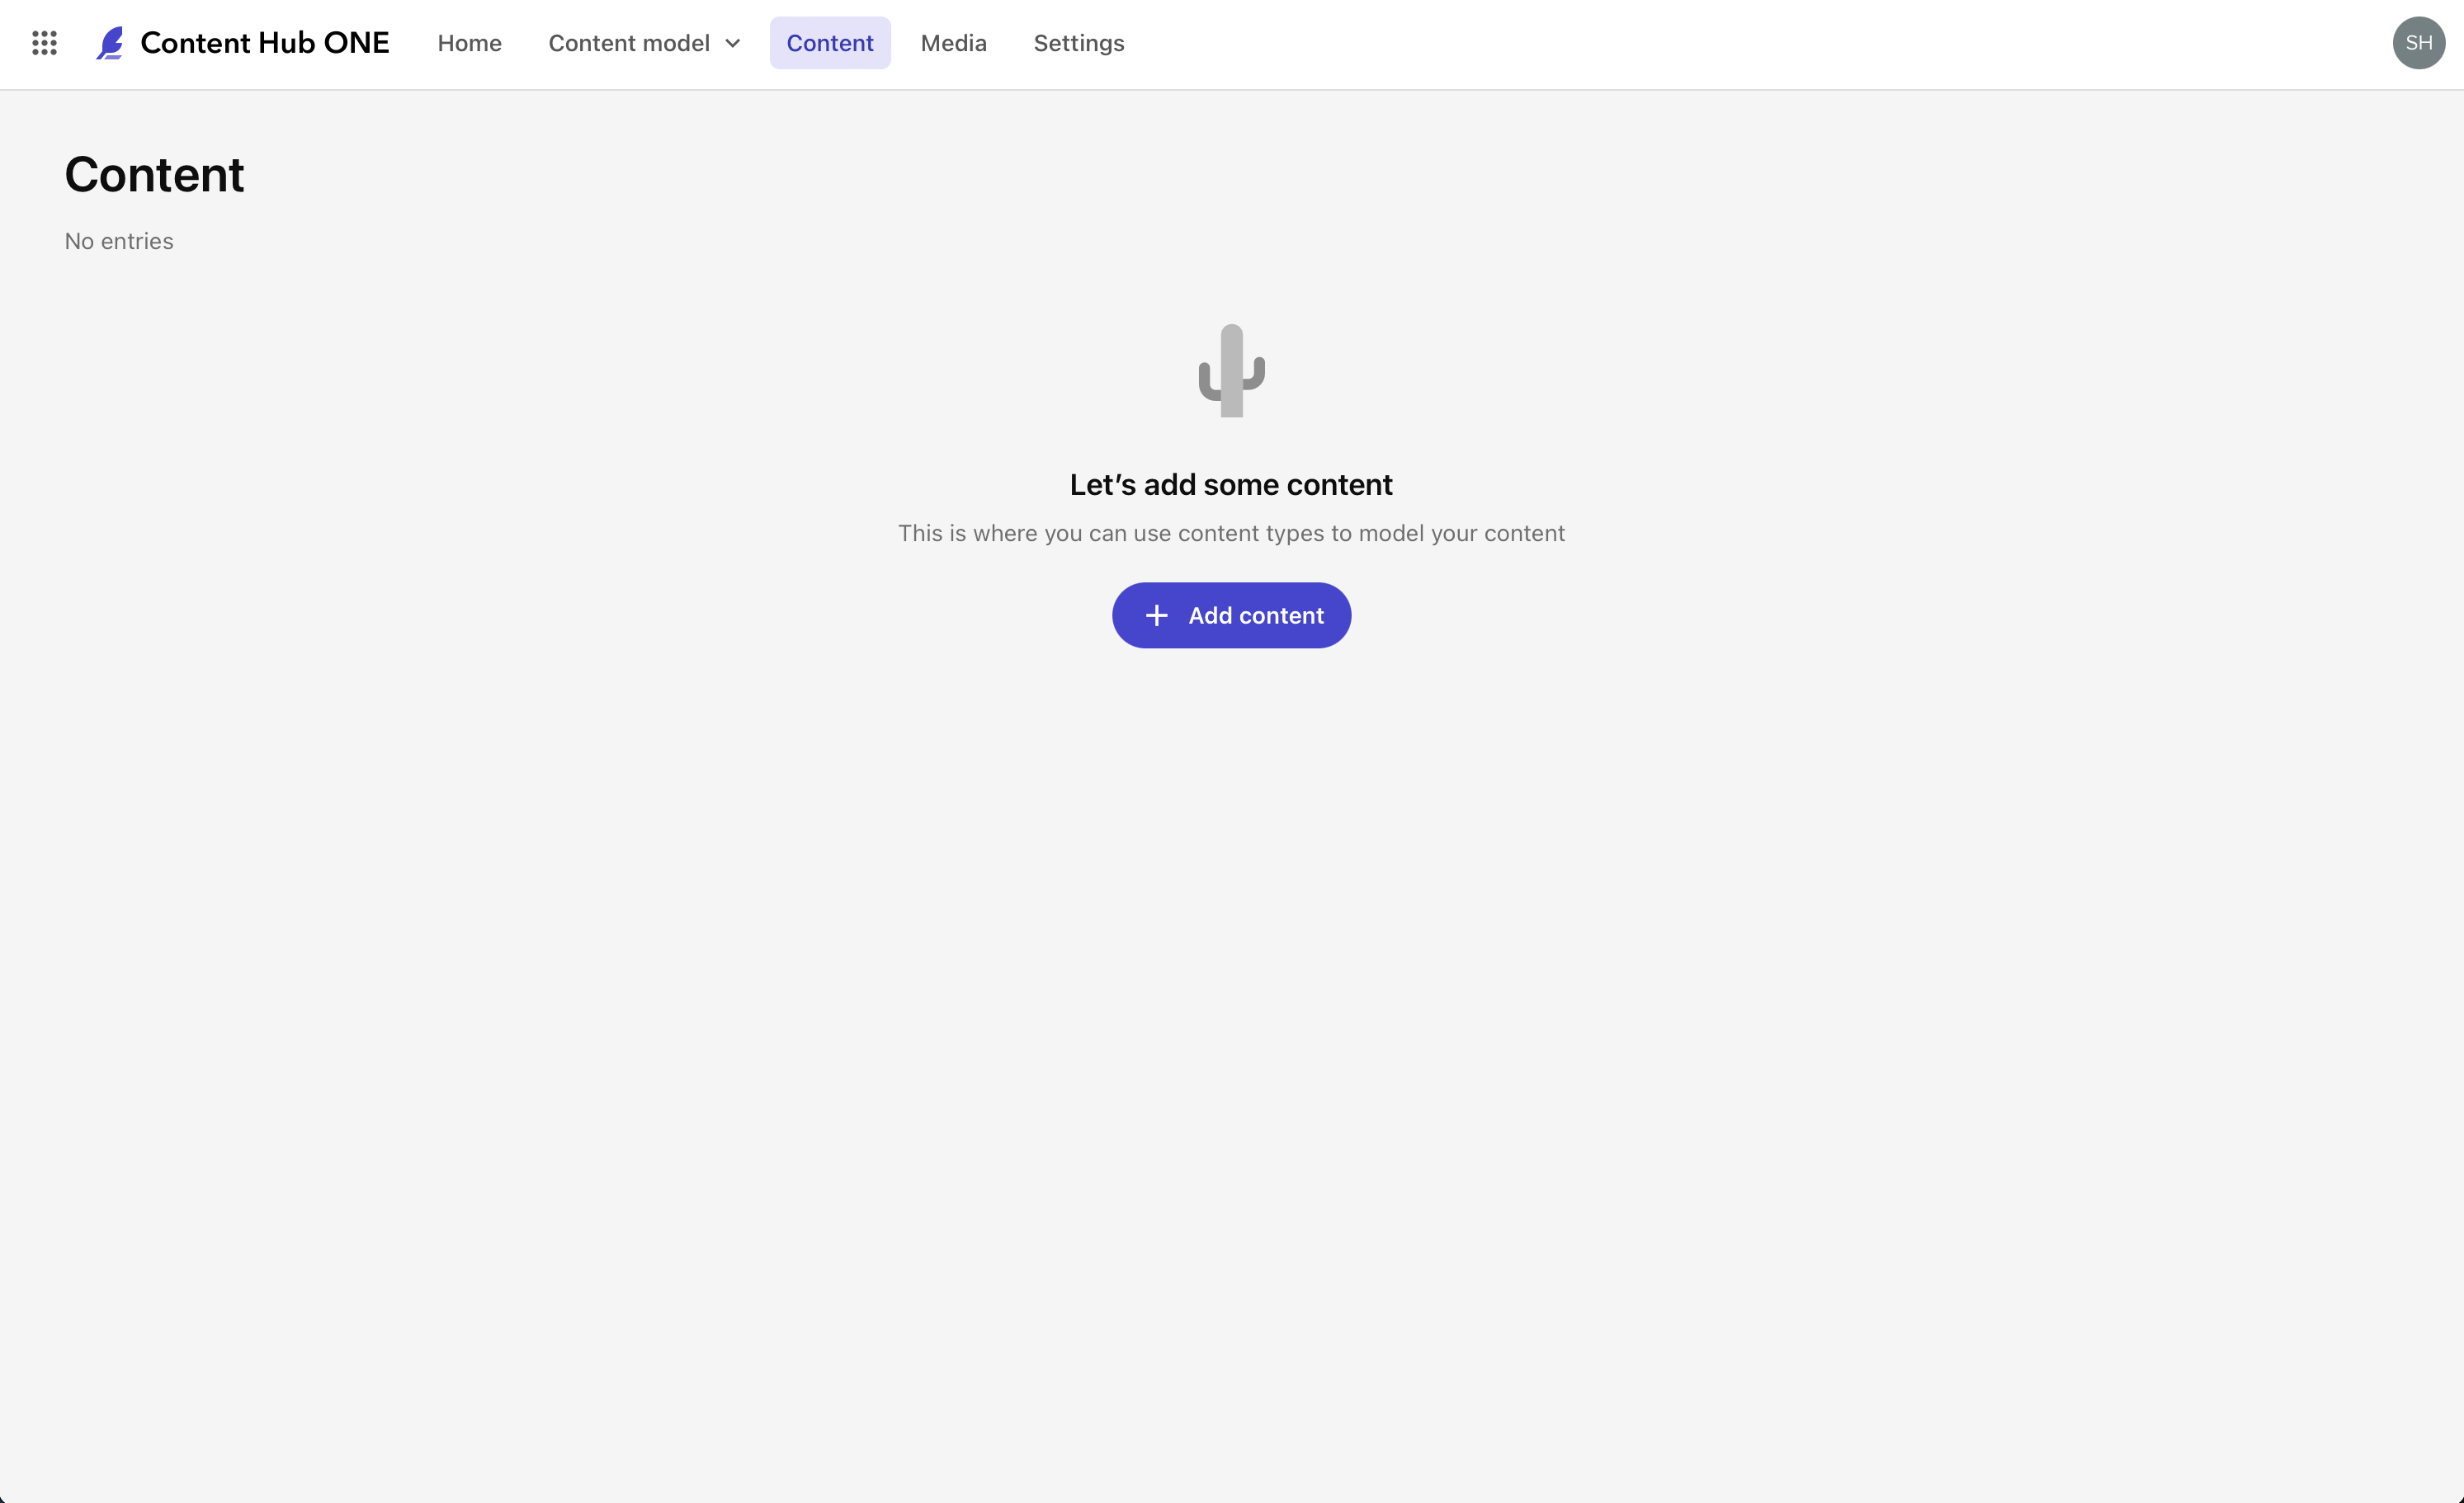 Content Hub ONE Home Content model Content Media Settings SH
Content
No entries
Let’s add some content
This is where you can use content types to model your content
Add content